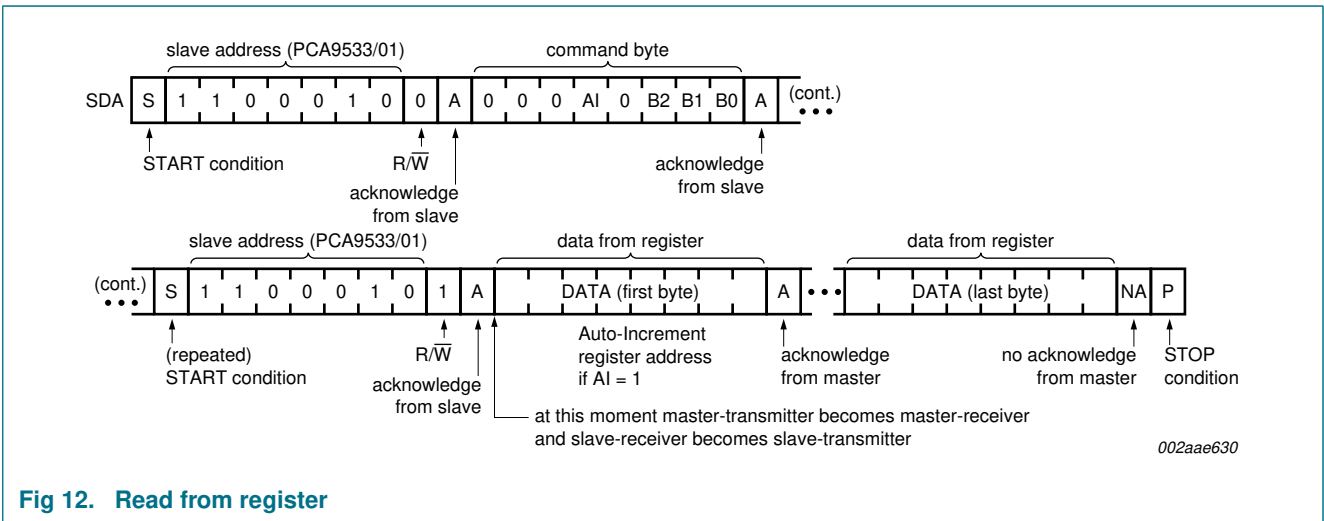 slave address (PCA9533/01) command byte
SDA S 1 1 0 0 0 1 0 0 A 0 0 0 AI 0 B2 B1 B0 A (cont.)
START condition R/W̅ acknowledge from slave acknowledge from slave
slave address (PCA9533/01) data from register data from register
(cont.) S 1 1 0 0 0 1 0 1 A DATA (first byte) A DATA (last byte) NA P
(repeated)
START condition
R/W̅
acknowledge
from slave
Auto-Increment
register address
if AI = 1
acknowledge
from master
no acknowledge
from master
STOP
condition
at this moment master-transmitter becomes master-receiver
and slave-receiver becomes slave-transmitter
002aae630
Fig 12. Read from register